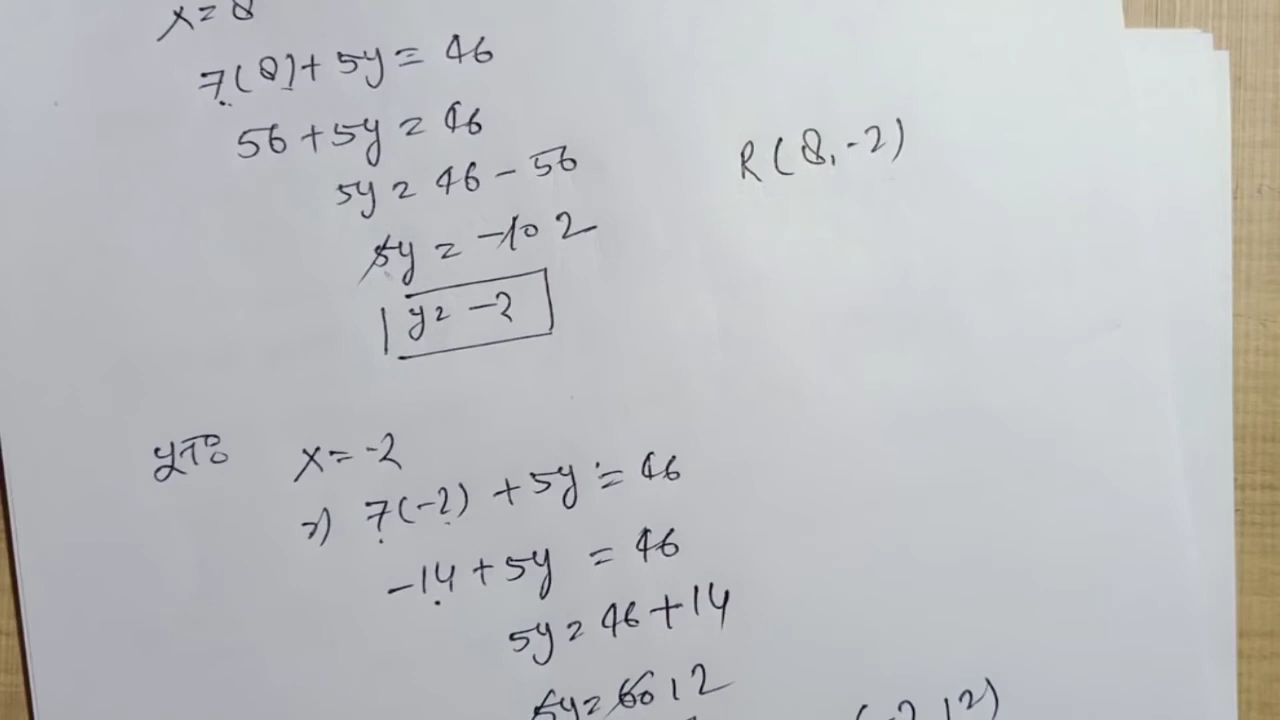 x = 8
7(8) + 5y = 46
56 + 5y = 46
5y = 46 - 56
5y = -10 2
y = -2
R(8, -2)
पुनः x = -2
⇒ 7(-2) + 5y = 46
-14 + 5y = 46
5y = 46 + 14
5y = 60 12
(-2, 12)